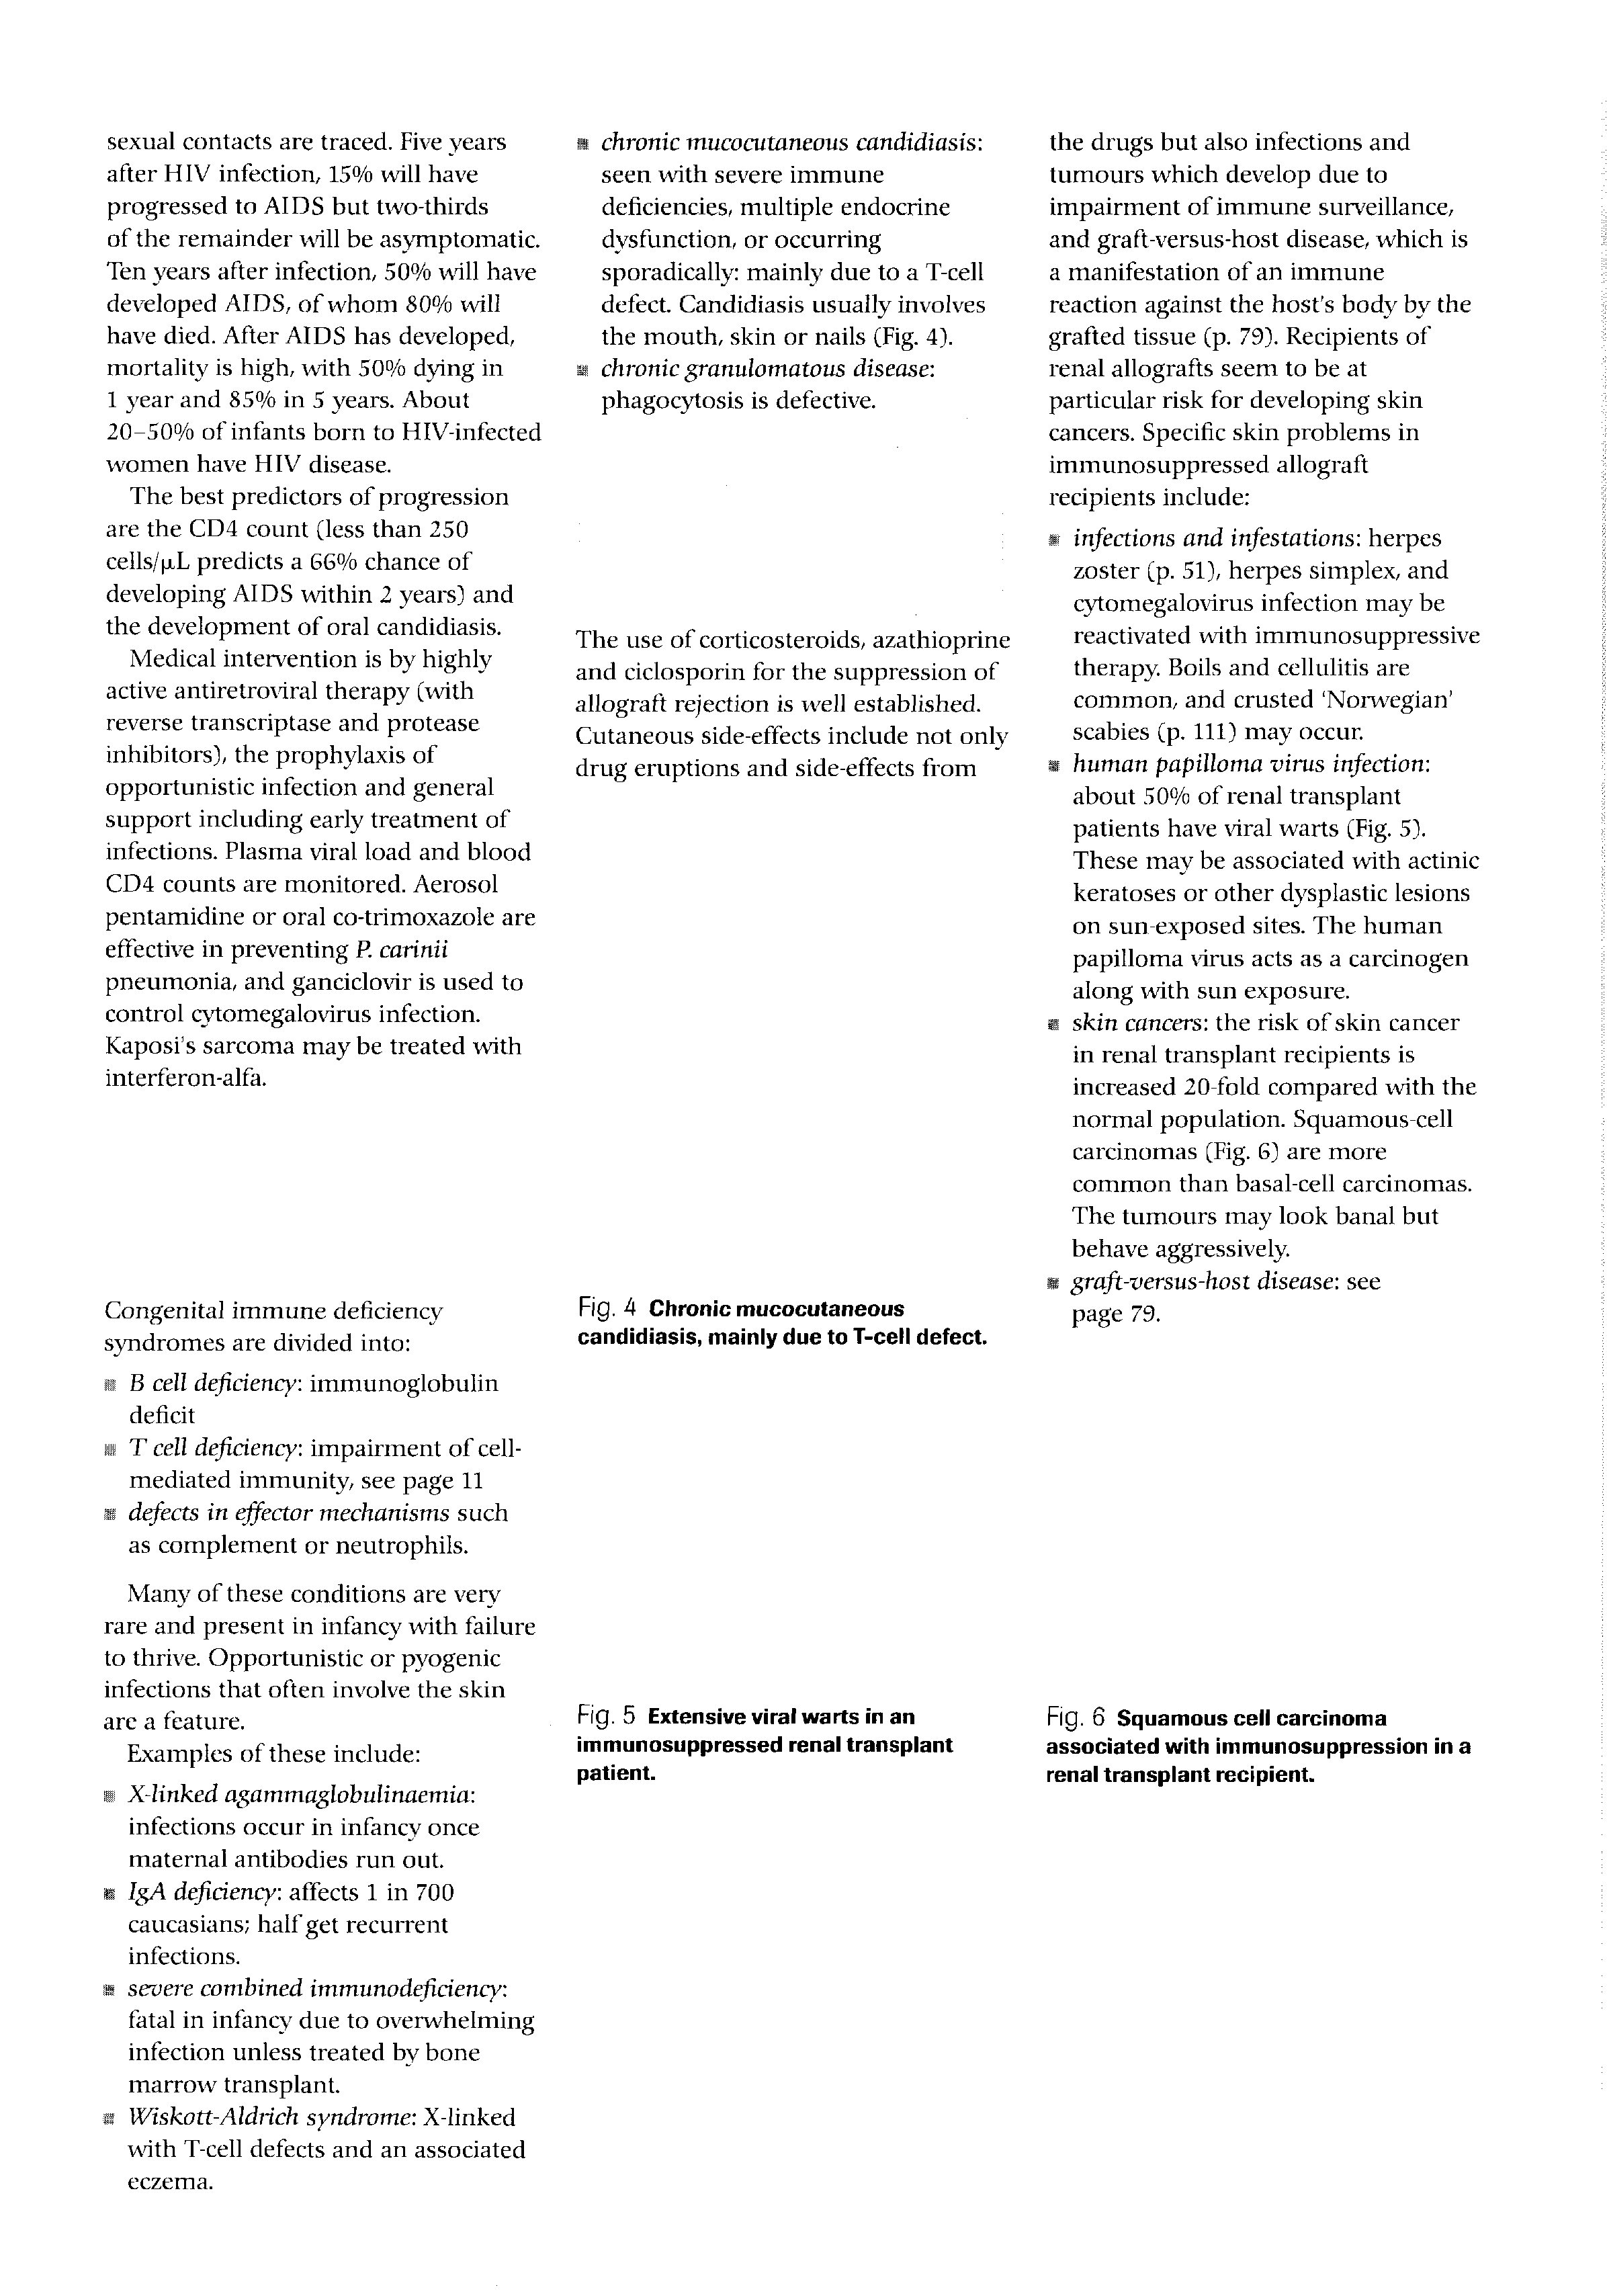 sexual contacts are traced. Five years
after HIV infection, 15% will have
progressed to AIDS but two-thirds
of the remainder will be asymptomatic.
Ten years after infection, 50% will have
developed AIDS, of whom 80% will
have died. After AIDS has developed,
mortality is high, with 50% dying in
1 year and 85% in 5 years. About
20–50% of infants born to HIV-infected
women have HIV disease.
The best predictors of progression
are the CD4 count (less than 250
cells/μL predicts a 66% chance of
developing AIDS within 2 years) and
the development of oral candidiasis.
Medical intervention is by highly
active antiretroviral therapy (with
reverse transcriptase and protease
inhibitors), the prophylaxis of
opportunistic infection and general
support including early treatment of
infections. Plasma viral load and blood
CD4 counts are monitored. Aerosol
pentamidine or oral co-trimoxazole are
effective in preventing P. carinii
pneumonia, and ganciclovir is used to
control cytomegalovirus infection.
Kaposi's sarcoma may be treated with
interferon-alfa.
Congenital immune deficiency
syndromes are divided into:
■ B cell deficiency: immunoglobulin
deficit
■ T cell deficiency: impairment of cell-
mediated immunity, see page 11
■ defects in effector mechanisms such
as complement or neutrophils.
Many of these conditions are very
rare and present in infancy with failure
to thrive. Opportunistic or pyogenic
infections that often involve the skin
are a feature.
Examples of these include:
■ X-linked agammaglobulinaemia:
infections occur in infancy once
maternal antibodies run out.
■ IgA deficiency: affects 1 in 700
caucasians; half get recurrent
infections.
■ severe combined immunodeficiency:
fatal in infancy due to overwhelming
infection unless treated by bone
marrow transplant.
■ Wiskott-Aldrich syndrome: X-linked
with T-cell defects and an associated
eczema.
■ chronic mucocutaneous candidiasis:
seen with severe immune
deficiencies, multiple endocrine
dysfunction, or occurring
sporadically: mainly due to a T-cell
defect. Candidiasis usually involves
the mouth, skin or nails (Fig. 4).
■ chronic granulomatous disease:
phagocytosis is defective.
The use of corticosteroids, azathioprine
and ciclosporin for the suppression of
allograft rejection is well established.
Cutaneous side-effects include not only
drug eruptions and side-effects from
Fig. 4 Chronic mucocutaneous
candidiasis, mainly due to T-cell defect.
Fig. 5 Extensive viral warts in an
immunosuppressed renal transplant
patient.
the drugs but also infections and
tumours which develop due to
impairment of immune surveillance,
and graft-versus-host disease, which is
a manifestation of an immune
reaction against the host's body by the
grafted tissue (p. 79). Recipients of
renal allografts seem to be at
particular risk for developing skin
cancers. Specific skin problems in
immunosuppressed allograft
recipients include:
■ infections and infestations: herpes
zoster (p. 51), herpes simplex, and
cytomegalovirus infection may be
reactivated with immunosuppressive
therapy. Boils and cellulitis are
common, and crusted 'Norwegian'
scabies (p. 111) may occur.
■ human papilloma virus infection:
about 50% of renal transplant
patients have viral warts (Fig. 5).
These may be associated with actinic
keratoses or other dysplastic lesions
on sun-exposed sites. The human
papilloma virus acts as a carcinogen
along with sun exposure.
■ skin cancers: the risk of skin cancer
in renal transplant recipients is
increased 20-fold compared with the
normal population. Squamous-cell
carcinomas (Fig. 6) are more
common than basal-cell carcinomas.
The tumours may look banal but
behave aggressively.
■ graft-versus-host disease: see
page 79.
Fig. 6 Squamous cell carcinoma
associated with immunosuppression in a
renal transplant recipient.